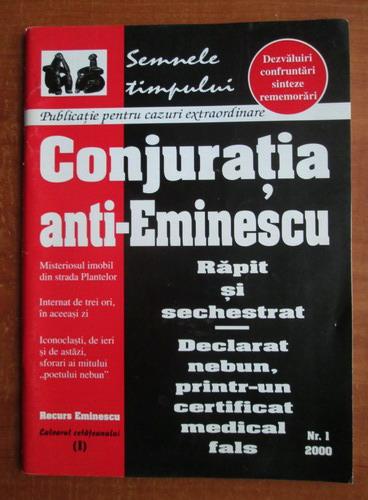 Semnele
timpului
Dezvăluiri
confruntări
sinteze
rememorări
Publicație pentru cazuri extraordinare
Conjurația
anti-Eminescu
Misteriosul imobil
din strada Plantelor
Internat de trei ori,
în aceeași zi
Iconoclaști, de ieri
și de astăzi,
sforari ai mitului
„poetului nebun"
Recurs Eminescu
Culoarul cetățeanului
(I)
Răpit
și
sechestrat
Declarat
nebun,
printr-un
certificat
medical
fals
Nr. 1
2000